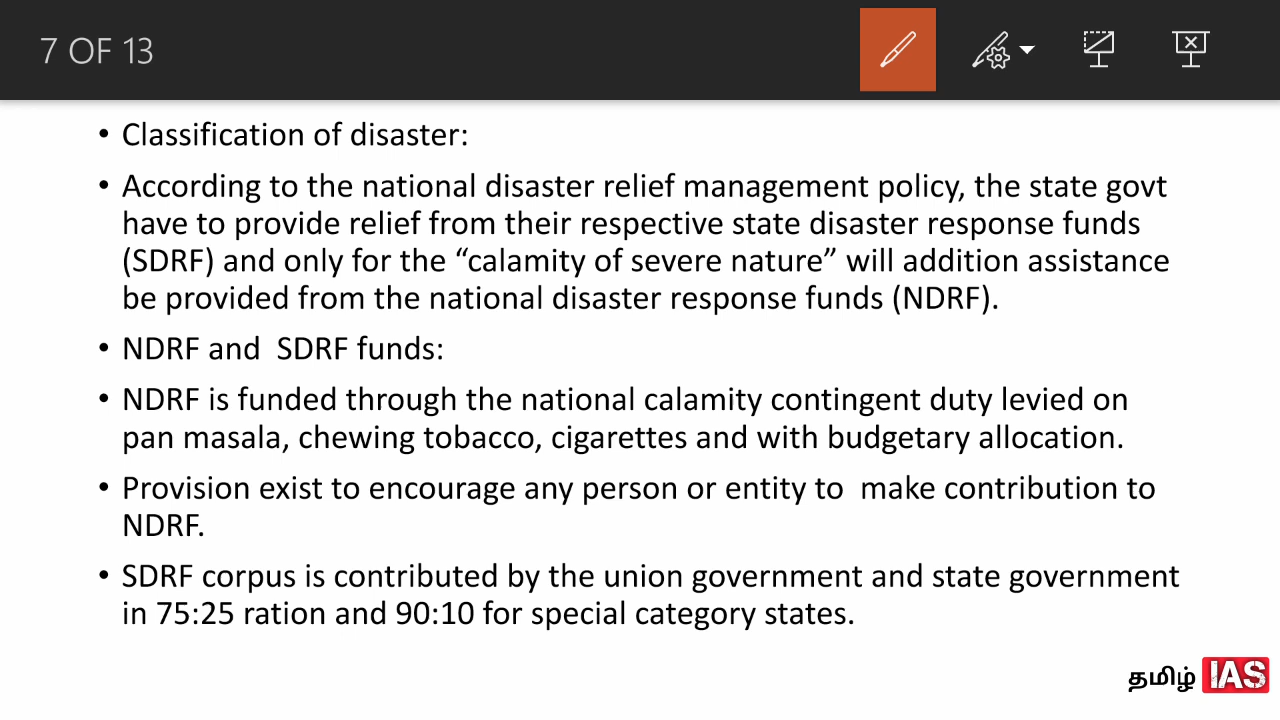 7 OF 13
• Classification of disaster:
• According to the national disaster relief management policy, the state govt
have to provide relief from their respective state disaster response funds
(SDRF) and only for the “calamity of severe nature” will addition assistance
be provided from the national disaster response funds (NDRF).
• NDRF and  SDRF funds:
• NDRF is funded through the national calamity contingent duty levied on
pan masala, chewing tobacco, cigarettes and with budgetary allocation.
• Provision exist to encourage any person or entity to  make contribution to
NDRF.
• SDRF corpus is contributed by the union government and state government
in 75:25 ration and 90:10 for special category states.
தமிழ் IAS